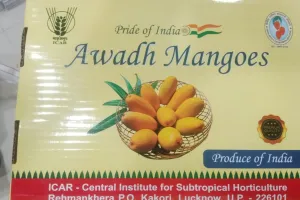 Pride of India
ICAR
Awadh Mangoes
Produce of India
ICAR - Central Institute for Subtropical Horticulture
Rehmankhera P.O. Kakori, Lucknow, U.P. - 226101